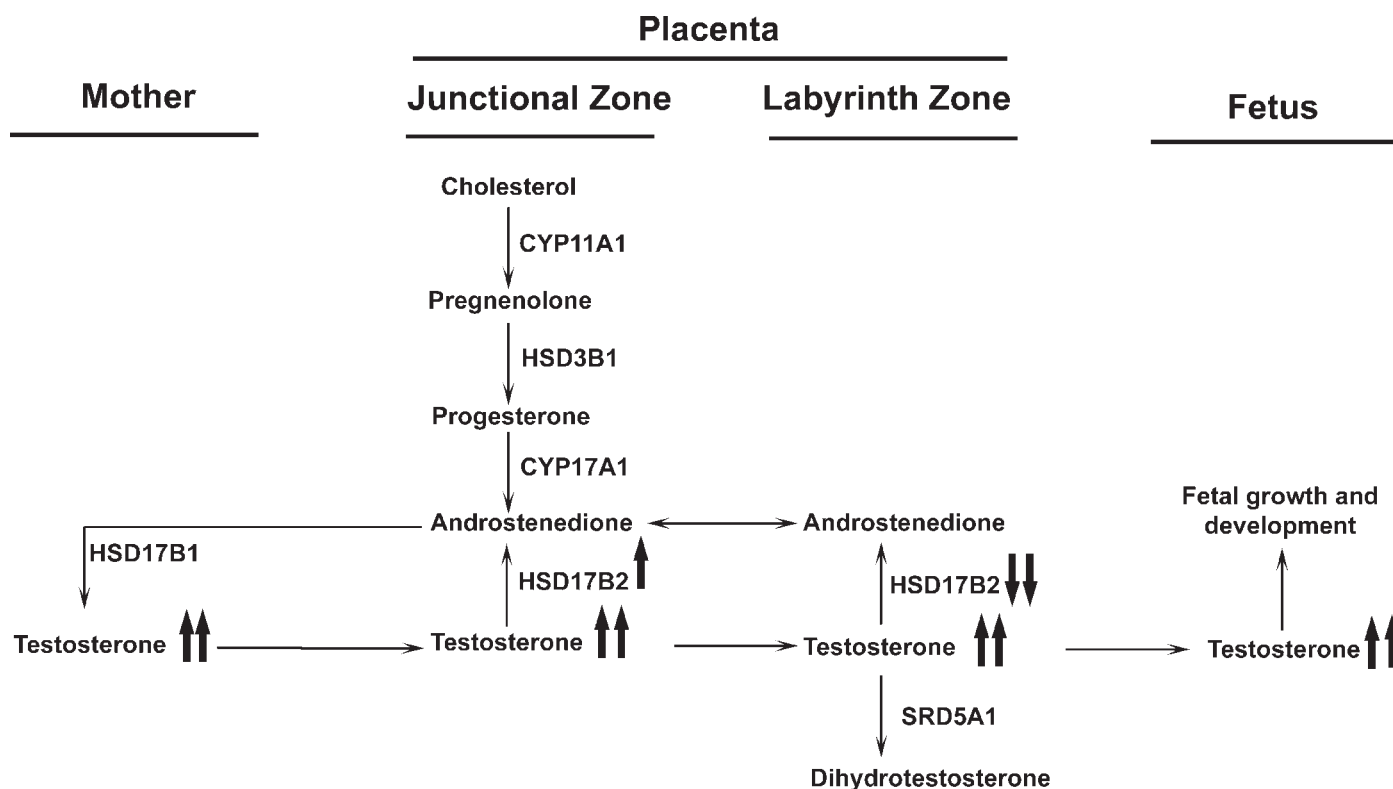 Placenta
Mother
Junctional Zone
Labyrinth Zone
Fetus
Cholesterol
CYP11A1
Pregnenolone
HSD3B1
Progesterone
CYP17A1
Androstenedione
Androstenedione
Fetal growth and
development
HSD17B1
HSD17B2
HSD17B2
Testosterone
Testosterone
Testosterone
Testosterone
SRD5A1
Dihydrotestosterone